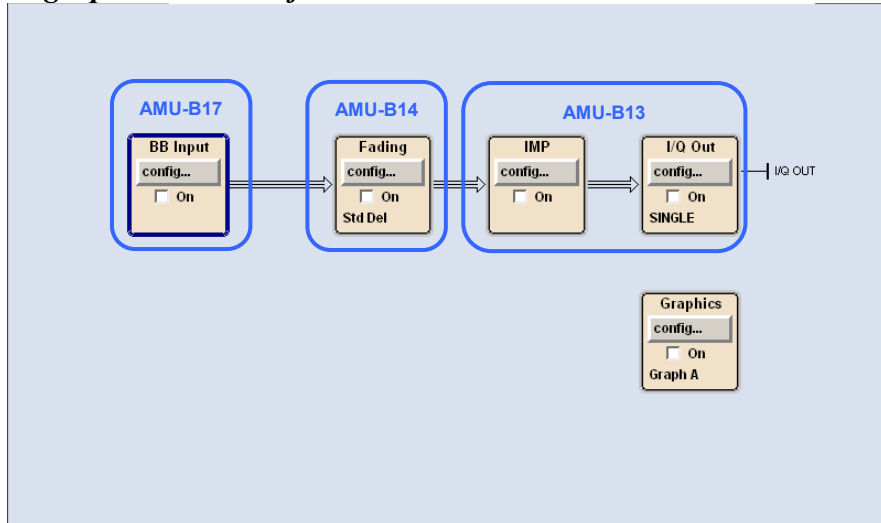 AMU-B17
AMU-B14
AMU-B13
BB Input
config...
On
Fading
config...
On
Std Del
IMP
config...
On
I/Q Out
config...
On
SINGLE
I/Q OUT
Graphics
config...
On
Graph A